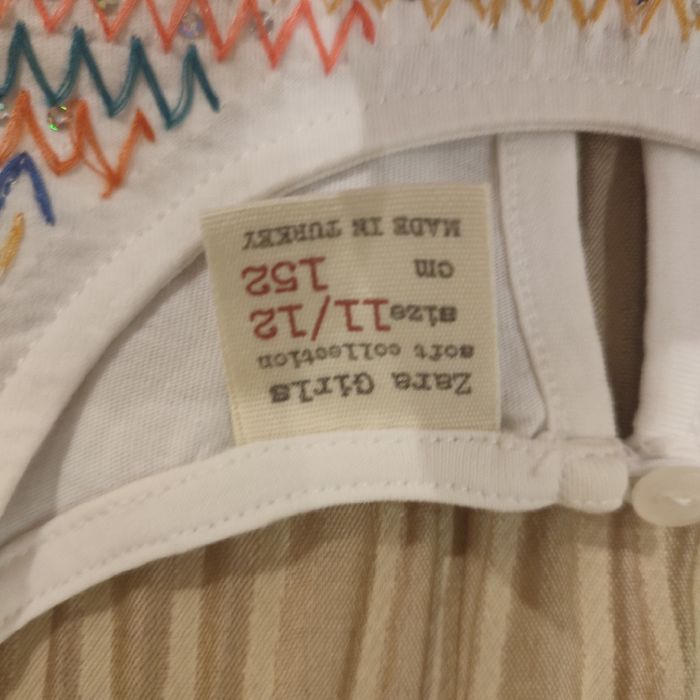 Zara Girls
soft collection
size 11/12
cm 152
MADE IN TURKEY